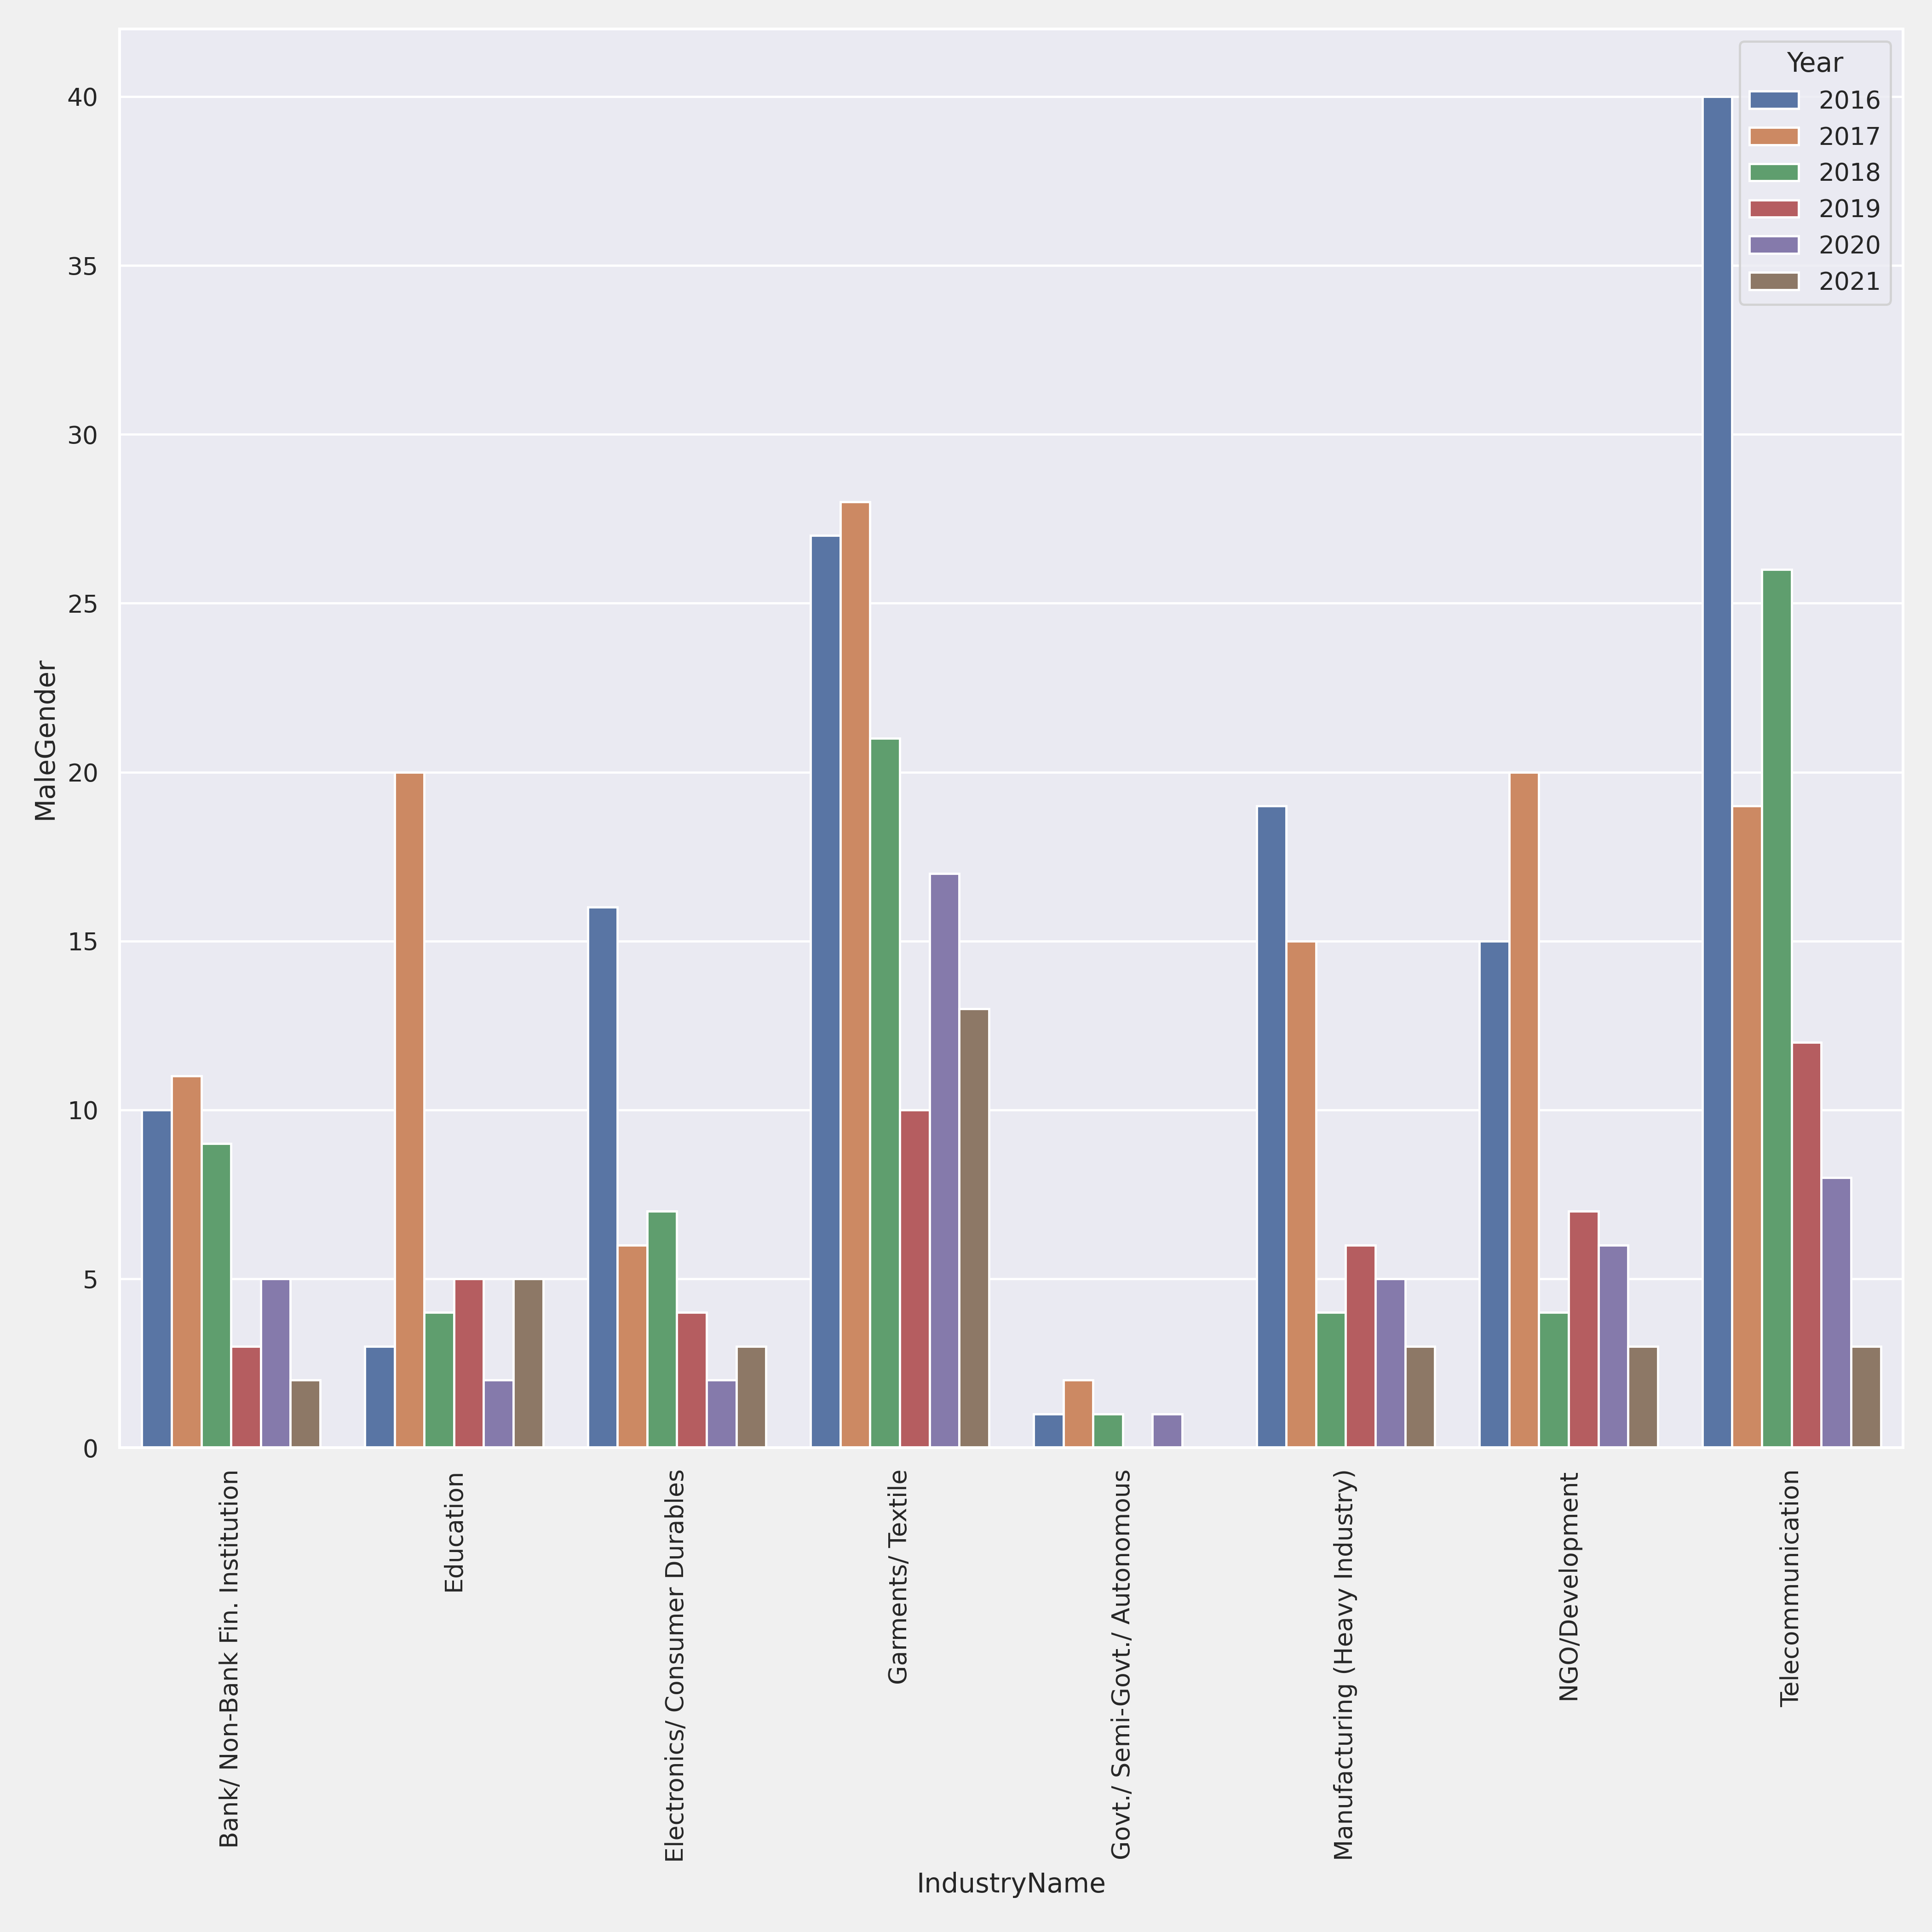 Year
2016
2017
2018
2019
2020
2021
MaleGender
40
35
30
25
20
15
10
5
0
Bank/ Non-Bank Fin. Institution
Education
Electronics/ Consumer Durables
Garments/ Textile
Govt./ Semi-Govt./ Autonomous
Manufacturing (Heavy Industry)
NGO/Development
Telecommunication
IndustryName